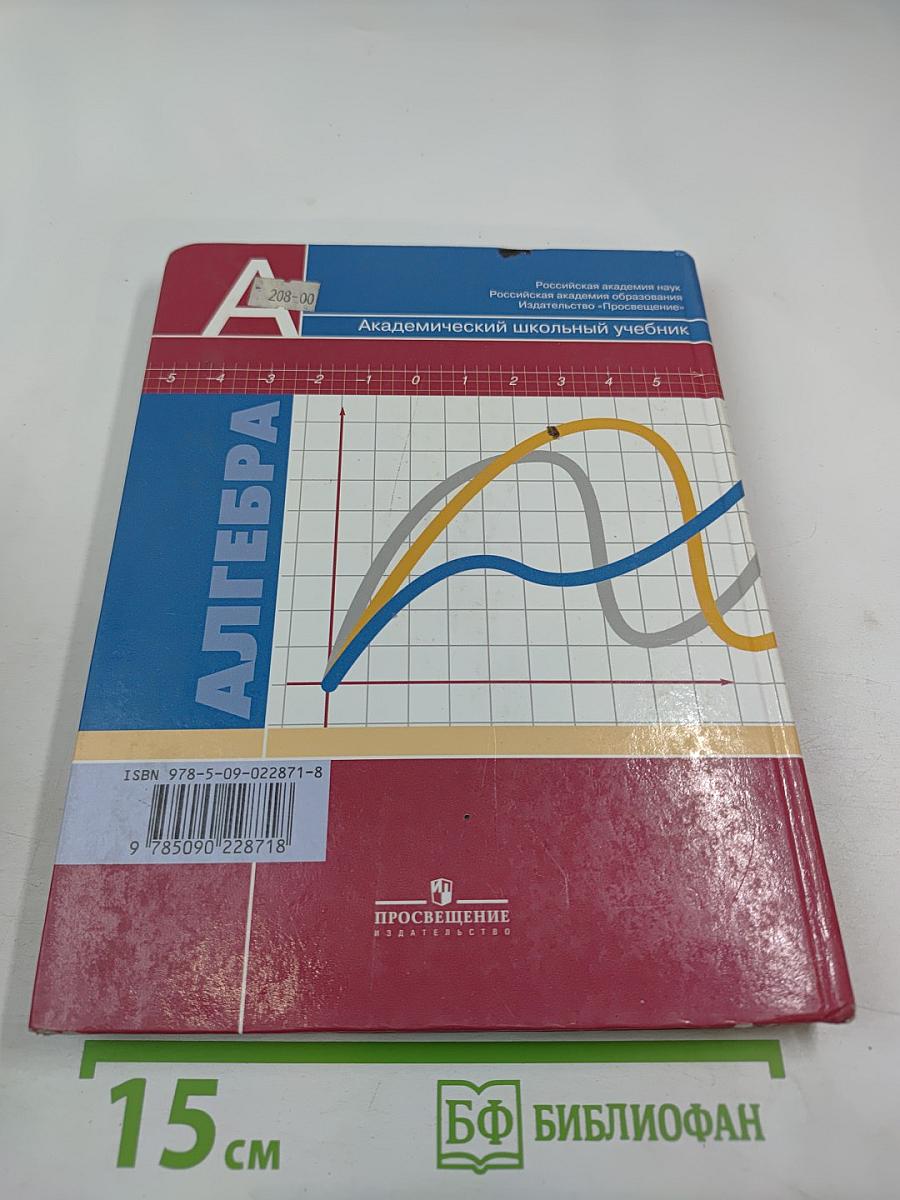 А
208-00
Российская академия наук
Российская академия образования
Издательство «Просвещение»
Академический школьный учебник
-5 -4 -3 -2 -1 0 1 2 3 4 5
АЛГЕБРА
ISBN 978-5-09-022871-8
9 785090 228718
ПРОСВЕЩЕНИЕ
ИЗДАТЕЛЬСТВО
15 см
БФ БИБЛИОФАН